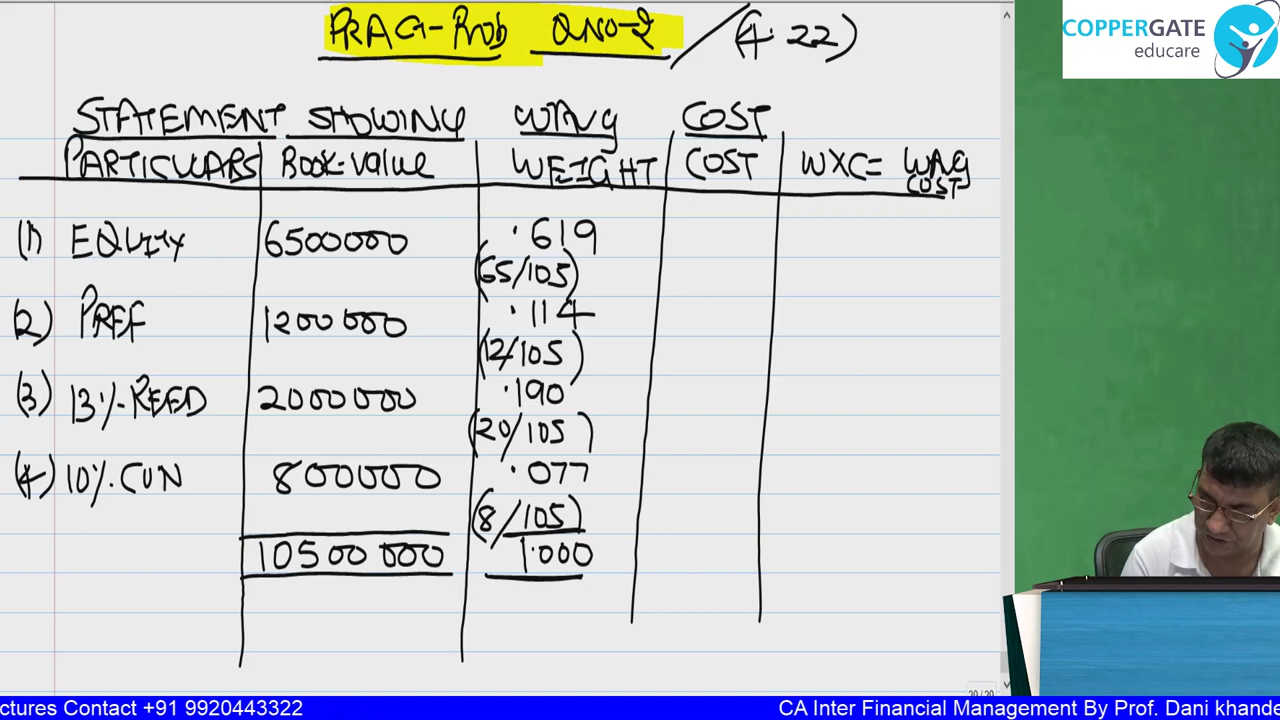 PRAG-Prob QNO-2 / (4.22)
COPPERGATE
educare
STATEMENT SHOWING WAVG COST
PARTICULARS BOOK-VALUE WEIGHT COST WXC= WAVG COST
(1) EQUITY 6500000 .619
(65/105)
(2) PREF 1200000 .114
(12/105)
(3) 13%-REED 2000000 .190
(20/105)
(4) 10%.CON 800000 .077
(8/105)
10500000 1.000
20/20
ctures Contact +91 9920443322
CA Inter Financial Management By Prof. Dani khande